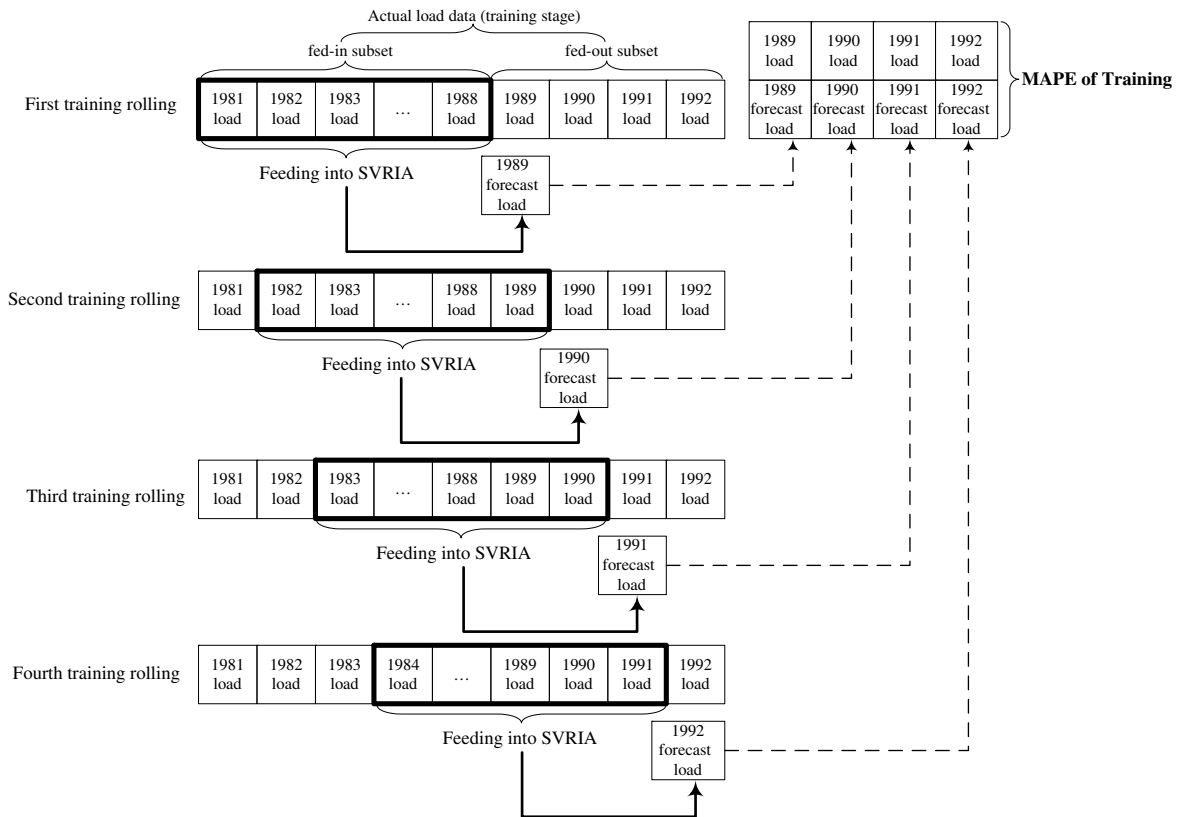 Actual load data (training stage)
fed-in subset
fed-out subset
First training rolling
1981 load
1982 load
1983 load
…
1988 load
1989 load
1990 load
1991 load
1992 load
Feeding into SVRIA
1989 forecast load
1989 load
1990 load
1991 load
1992 load
1989 forecast load
1990 forecast load
1991 forecast load
1992 forecast load
MAPE of Training
Second training rolling
1981 load
1982 load
1983 load
…
1988 load
1989 load
1990 load
1991 load
1992 load
Feeding into SVRIA
1990 forecast load
Third training rolling
1981 load
1982 load
1983 load
…
1988 load
1989 load
1990 load
1991 load
1992 load
Feeding into SVRIA
1991 forecast load
Fourth training rolling
1981 load
1982 load
1983 load
1984 load
…
1989 load
1990 load
1991 load
1992 load
Feeding into SVRIA
1992 forecast load